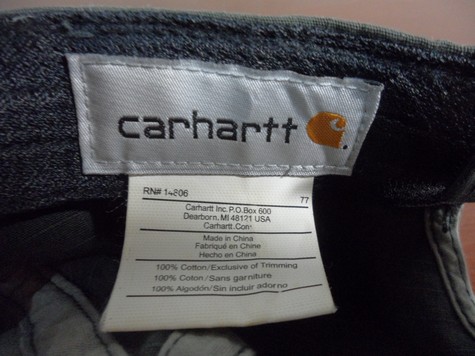 carhartt
RN# 14806 77
Carhartt Inc. P.O.Box 600
Dearborn, MI 48121 USA
Carhartt.Com
Made in China
Fabriqué en Chine
Hecho en China
100% Cotton/Exclusive of Trimming
100% Coton/Sans garniture
100% Algodón/Sin incluir adorno